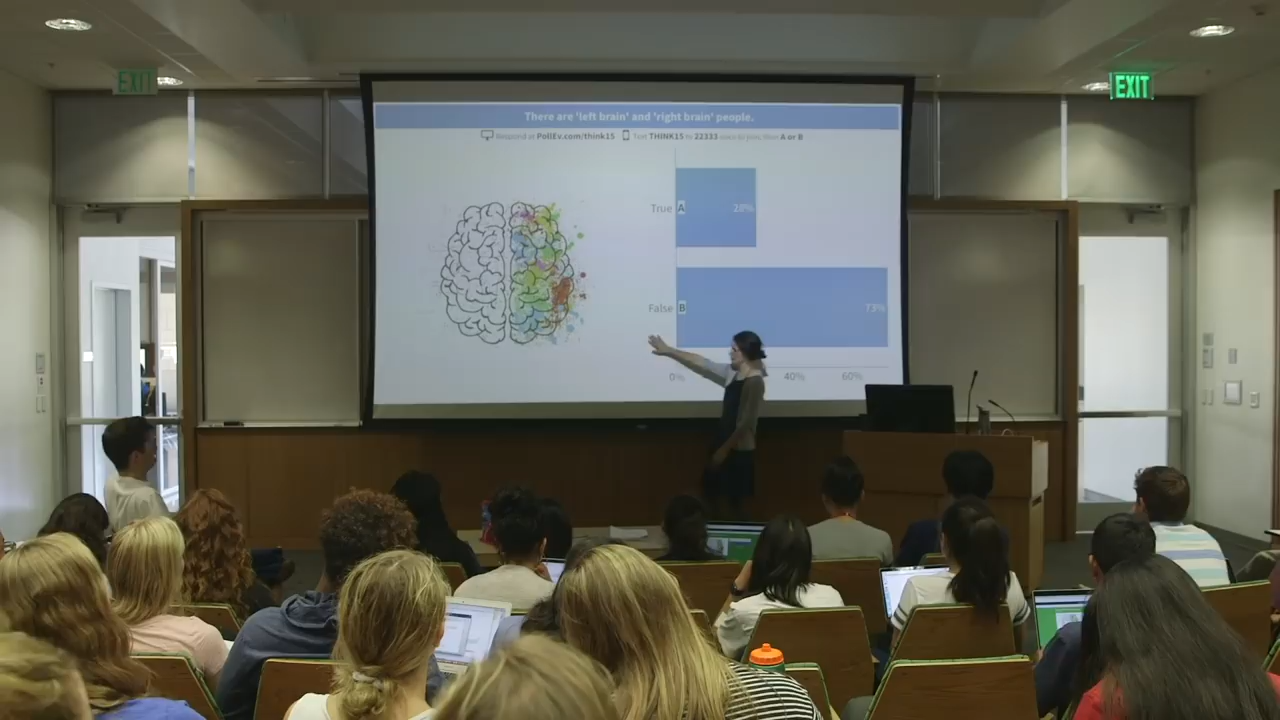 EXIT
EXIT
There are 'left brain' and 'right brain' people.
Respond at PollEv.com/think15
Text THINK15 to 22333 once to join, then A or B
True A
28%
False B
73%
0%
40%
60%